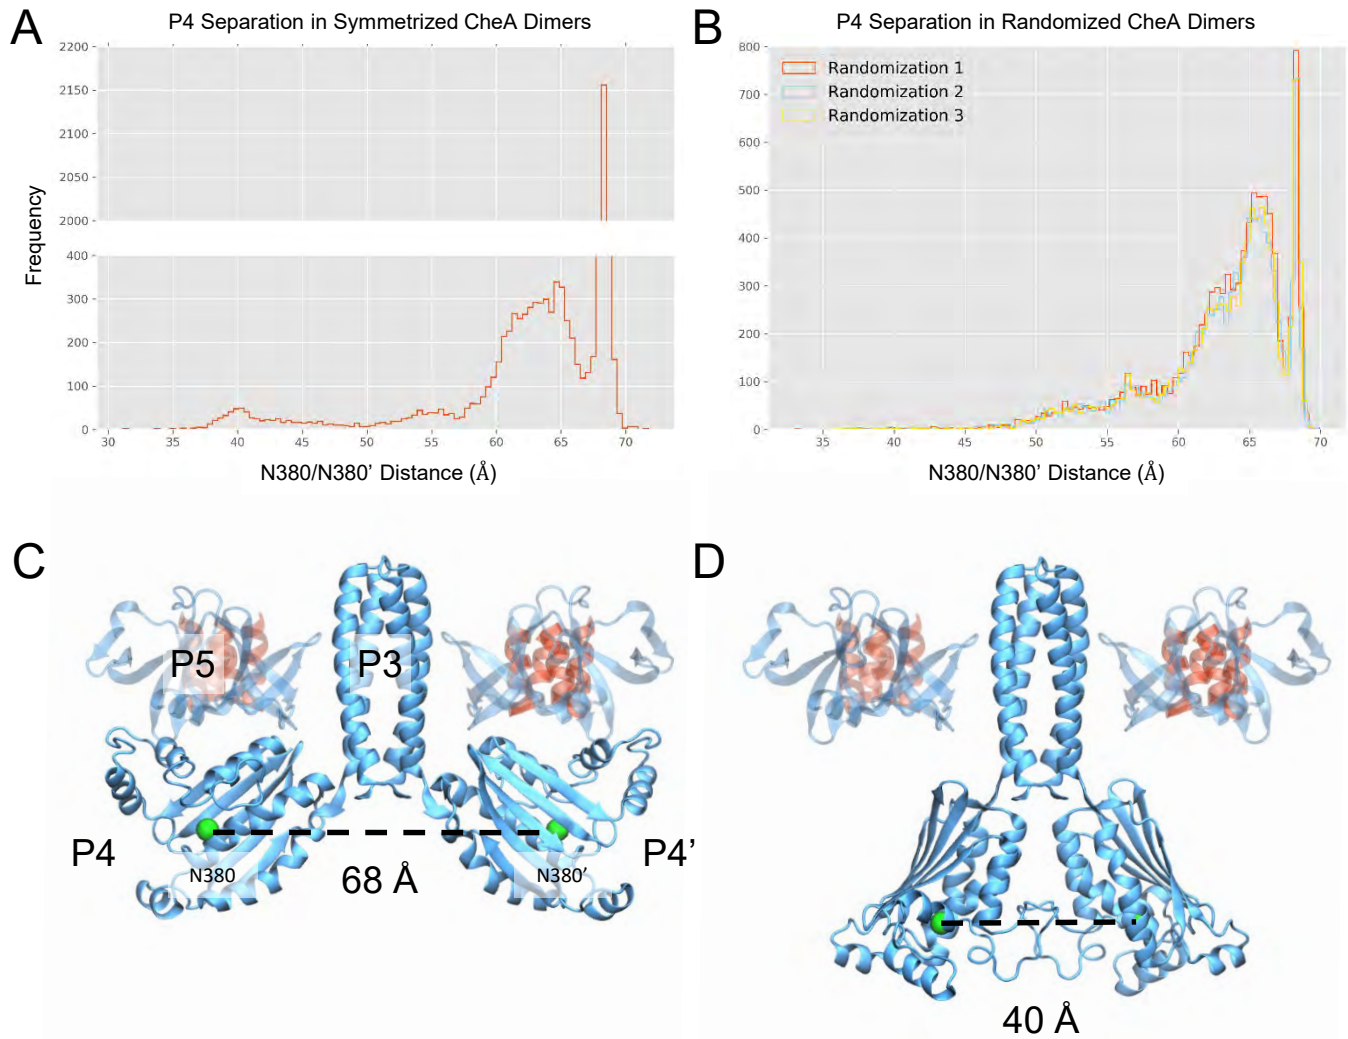 A
P4 Separation in Symmetrized CheA Dimers
2200
2150
2100
2050
2000
400
300
200
100
0
30 35 40 45 50 55 60 65 70
Frequency
N380/N380’ Distance (Å)
B
P4 Separation in Randomized CheA Dimers
800
700
600
500
400
300
200
100
0
Randomization 1
Randomization 2
Randomization 3
35 40 45 50 55 60 65 70
N380/N380’ Distance (Å)
C
P5
P3
P4
N380
68 Å
N380’
P4’
D
40 Å